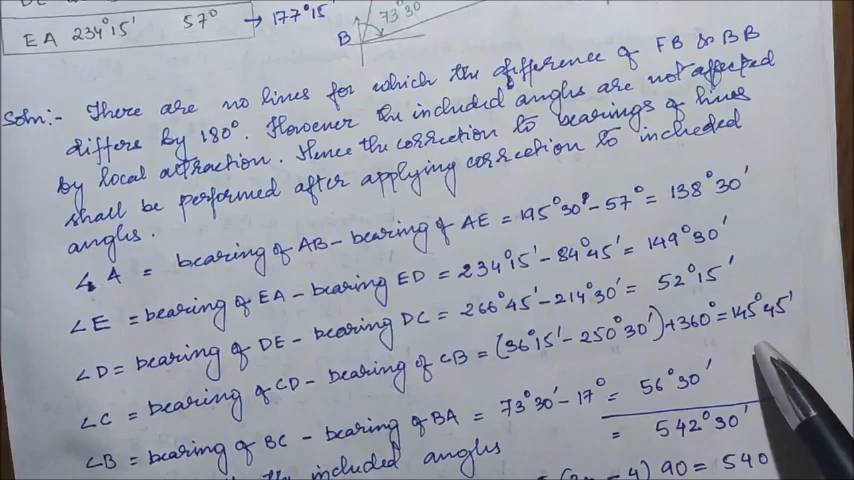 EA 234°15' 57° → 177°15'
B 73°30'
Soln:- There are no lines for which the difference of FB & BB
differs by 180°. However the included angles are not affected
by local attraction. Hence the correction to bearings of lines
shall be performed after applying correction to included
angles.
∠A = bearing of AB - bearing of AE = 195°30' - 57° = 138°30'
∠E = bearing of EA - bearing ED = 234°15' - 84°45' = 149°30'
∠D = bearing of DE - bearing DC = 266°45' - 214°30' = 52°15'
∠C = bearing of CD - bearing of CB = (36°15' - 250°30') + 360° = 145°45'
∠B = bearing of BC - bearing of BA = 73°30' - 17° = 56°30'
= 542°30'
the included angles
4) 90 = 540